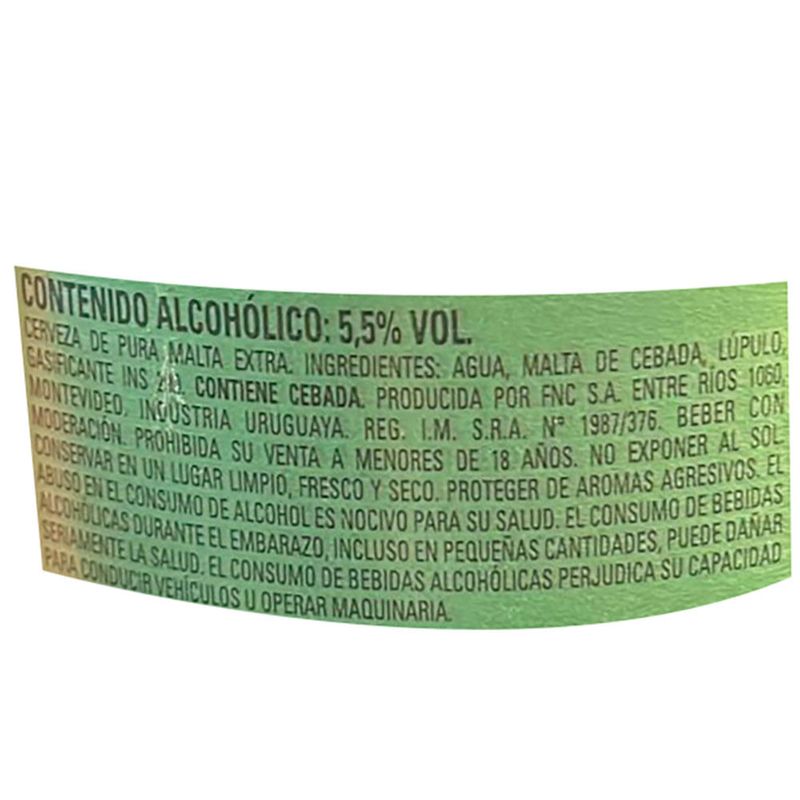 CONTENIDO ALCOHÓLICO: 5,5% VOL.
CERVEZA DE PURA MALTA EXTRA. INGREDIENTES: AGUA, MALTA DE CEBADA, LÚPULO,
GASIFICANTE INS CONTIENE CEBADA. PRODUCIDA POR FNC S.A. ENTRE RÍOS 1060,
MONTEVIDEO, INDUSTRIA URUGUAYA. REG. I.M. S.R.A. Nº 1987/376. BEBER CON
MODERACIÓN. PROHIBIDA SU VENTA A MENORES DE 18 AÑOS. NO EXPONER AL SOL.
CONSERVAR EN UN LUGAR LIMPIO, FRESCO Y SECO. PROTEGER DE AROMAS AGRESIVOS. EL
ABUSO EN EL CONSUMO DE ALCOHOL ES NOCIVO PARA SU SALUD. EL CONSUMO DE BEBIDAS
ALCOHÓLICAS DURANTE EL EMBARAZO, INCLUSO EN PEQUEÑAS CANTIDADES, PUEDE DAÑAR
SERIAMENTE LA SALUD. EL CONSUMO DE BEBIDAS ALCOHÓLICAS PERJUDICA SU CAPACIDAD
PARA CONDUCIR VEHÍCULOS U OPERAR MAQUINARIA.